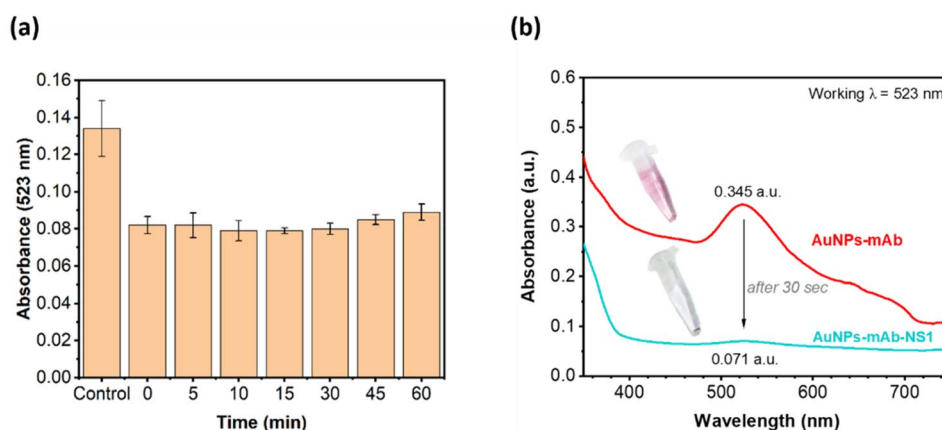 (a)
0.16
0.14
0.12
0.10
0.08
0.06
0.04
0.02
0.00
Absorbance (523 nm)
Control 0 5 10 15 30 45 60
Time (min)
(b)
0.6
0.5
0.4
0.3
0.2
0.1
0.0
Absorbance (a.u.)
Working λ = 523 nm
0.345 a.u.
AuNPs-mAb
after 30 sec
AuNPs-mAb-NS1
0.071 a.u.
400 500 600 700
Wavelength (nm)